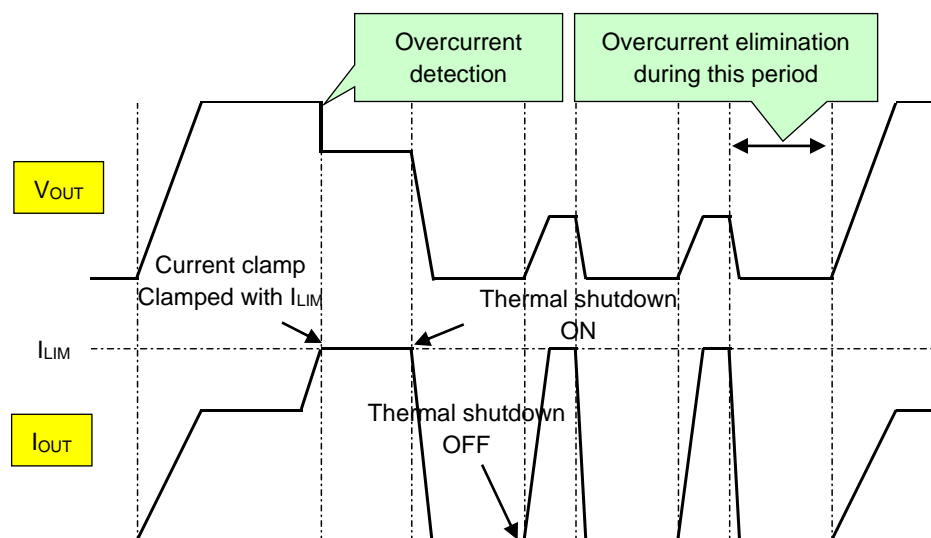 Overcurrent
detection
Overcurrent elimination
during this period
VOUT
Current clamp
Clamped with ILIM
Thermal shutdown
ON
ILIM
Thermal shutdown
OFF
IOUT